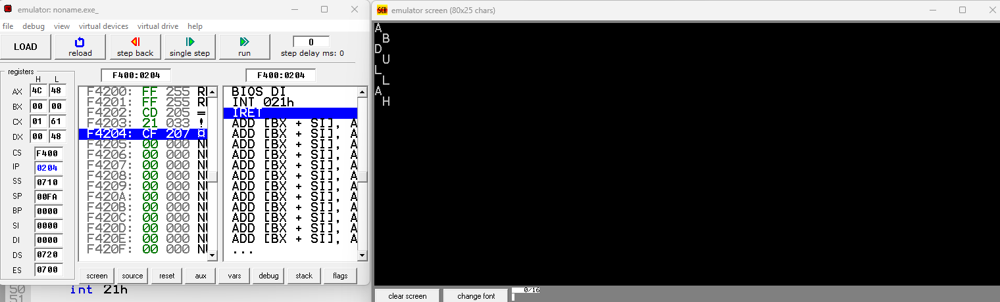 emulator: noname.exe_
file debug view virtual devices virtual drive help
LOAD
reload
step back
single step
run
0
step delay ms: 0
registers
H L
AX 4C 48
BX 00 00
CX 01 61
DX 00 48
CS F400
IP 0204
SS 0710
SP 00FA
BP 0000
SI 0000
DI 0000
DS 0720
ES 0700
F400:0204
F4200: FF 255
F4201: FF 255
F4202: CD 205 =
F4203: 21 033 !
F4204: CF 207 ¤
F4205: 00 000
F4206: 00 000
F4207: 00 000
F4208: 00 000
F4209: 00 000
F420A: 00 000
F420B: 00 000
F420C: 00 000
F420D: 00 000
F420E: 00 000
F420F: 00 000
F400:0204
BIOS DI
INT 021h
IRET
ADD [BX + SI], A
ADD [BX + SI], A
ADD [BX + SI], A
ADD [BX + SI], A
ADD [BX + SI], A
ADD [BX + SI], A
ADD [BX + SI], A
ADD [BX + SI], A
ADD [BX + SI], A
ADD [BX + SI], A
ADD [BX + SI], A
ADD [BX + SI], A
...
screen source reset aux vars debug stack flags
50 int 21h
51
SCR emulator screen (80x25 chars)
A
B
D
U
L
L
A
H
clear screen change font 0/16